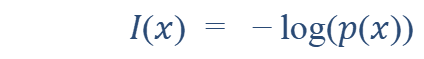 I(x) = −log(p(x))